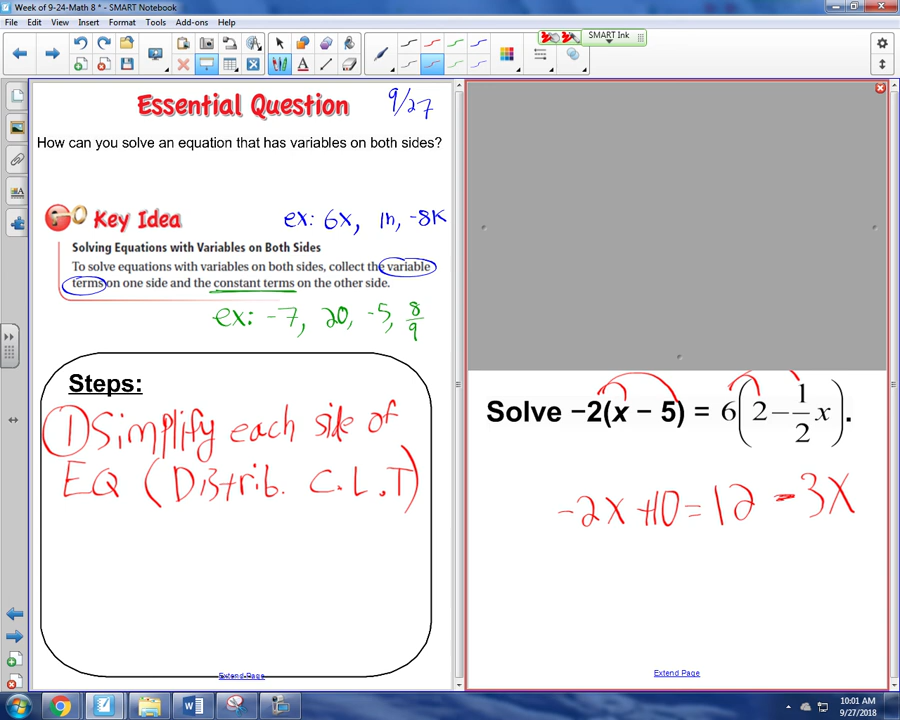 Week of 9-24-Math 8 * - SMART Notebook
File Edit View Insert Format Tools Add-ons Help
SMART Ink
Essential Question
9/27
How can you solve an equation that has variables on both sides?
Key Idea
ex: 6x, 1n, -8K
Solving Equations with Variables on Both Sides
To solve equations with variables on both sides, collect the variable
terms on one side and the constant terms on the other side.
ex: -7, 20, -5, 8/9
Steps:
① Simplify each side of
EQ (Distrib. C.L.T)
Extend Page
Solve −2(x − 5) = 6(2 − 1/2 x).
-2x +10 = 12 - 3x
Extend Page
10:01 AM
9/27/2018